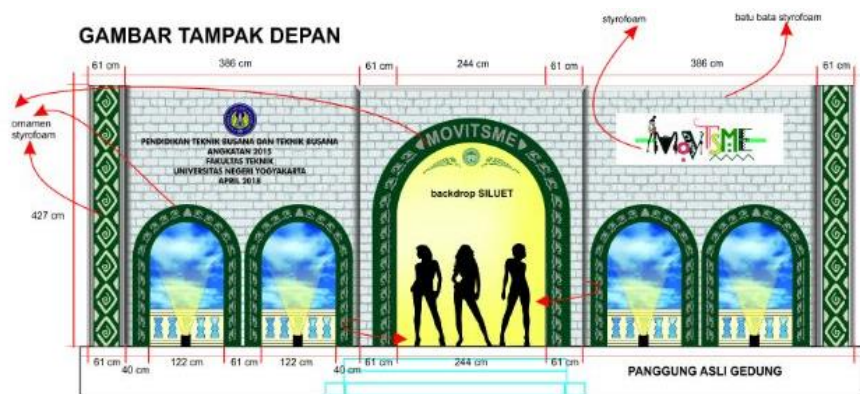 GAMBAR TAMPAK DEPAN
styrofoam
batu bata styrofoam
61 cm
386 cm
61 cm
244 cm
61 cm
386 cm
61 cm
ornamen
styrofoam
PENDIDIKAN TEKNIK BUSANA DAN TEKNIK BUSANA
ANGKATAN 2015
FAKULTAS TEKNIK
UNIVERSITAS NEGERI YOGYAKARTA
APRIL 2018
MOVITSME
MOVITSME
backdrop SILUET
427 cm
61 cm
40 cm
122 cm
61 cm
122 cm
40 cm
61 cm
244 cm
61 cm
PANGGUNG ASLI GEDUNG